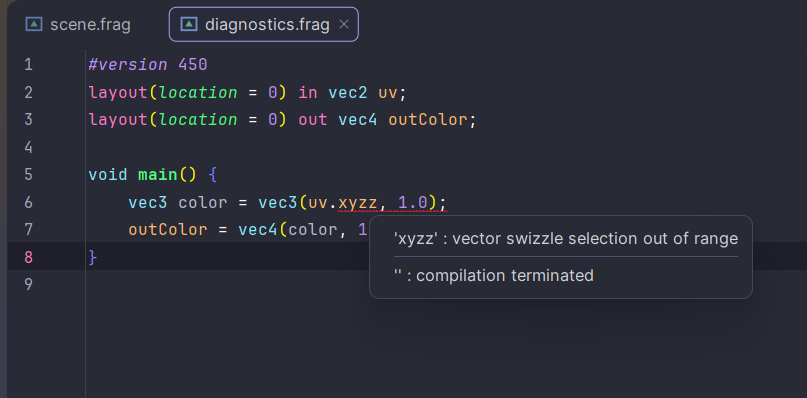 scene.frag diagnostics.frag ×
1 #version 450
2 layout(location = 0) in vec2 uv;
3 layout(location = 0) out vec4 outColor;
4
5 void main() {
6 vec3 color = vec3(uv.xyzz, 1.0);
7 outColor = vec4(color, 1
'xyzz' : vector swizzle selection out of range
8 }
'' : compilation terminated
9